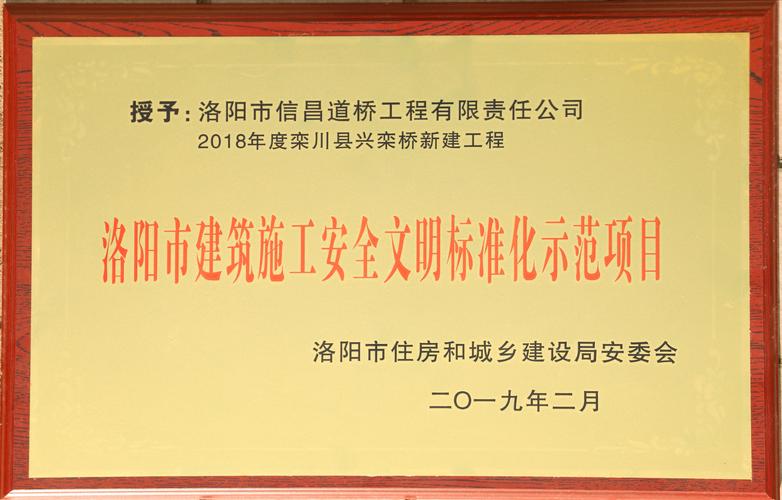 授予：洛阳市信昌道桥工程有限责任公司
2018年度栾川县兴栾桥新建工程
洛阳市建筑施工安全文明标准化示范项目
洛阳市住房和城乡建设局安委会
二〇一九年二月